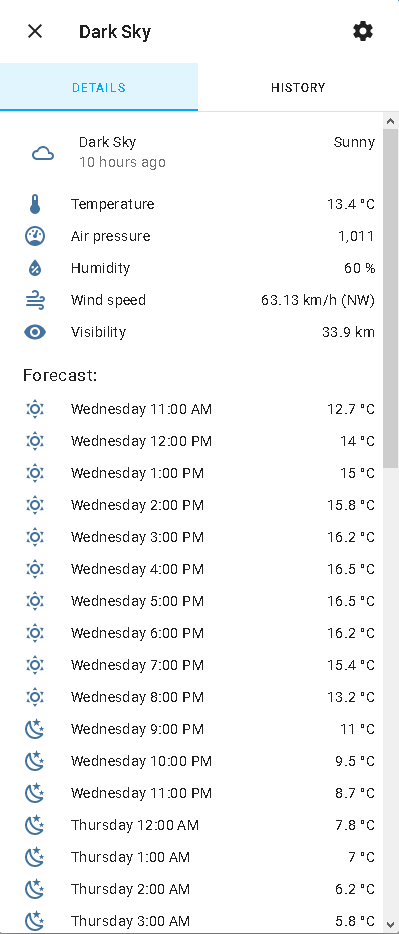 Dark Sky
DETAILS HISTORY
Dark Sky Sunny
10 hours ago
Temperature 13.4 °C
Air pressure 1,011
Humidity 60 %
Wind speed 63.13 km/h (NW)
Visibility 33.9 km
Forecast:
Wednesday 11:00 AM 12.7 °C
Wednesday 12:00 PM 14 °C
Wednesday 1:00 PM 15 °C
Wednesday 2:00 PM 15.8 °C
Wednesday 3:00 PM 16.2 °C
Wednesday 4:00 PM 16.5 °C
Wednesday 5:00 PM 16.5 °C
Wednesday 6:00 PM 16.2 °C
Wednesday 7:00 PM 15.4 °C
Wednesday 8:00 PM 13.2 °C
Wednesday 9:00 PM 11 °C
Wednesday 10:00 PM 9.5 °C
Wednesday 11:00 PM 8.7 °C
Thursday 12:00 AM 7.8 °C
Thursday 1:00 AM 7 °C
Thursday 2:00 AM 6.2 °C
Thursday 3:00 AM 5.8 °C